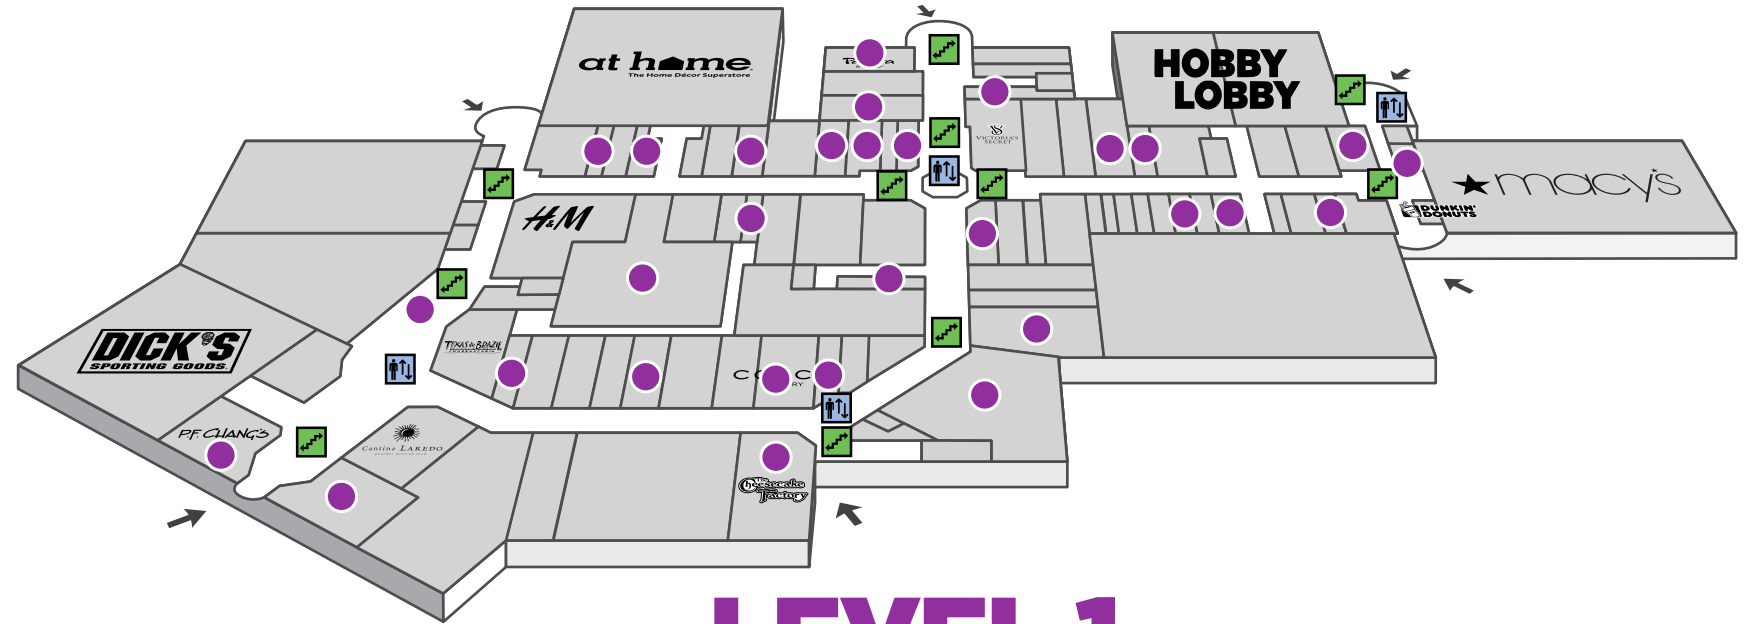 at home
The Home Décor Superstore
HOBBY
LOBBY
VICTORIA'S
SECRET
macy's
DUNKIN'
DONUTS
H&M
DICK'S
SPORTING GOODS
TEXAS de BRAZIL
P.F. CHANG'S
Cantina LAREDO
The
Cheesecake
Factory
LEVEL 1